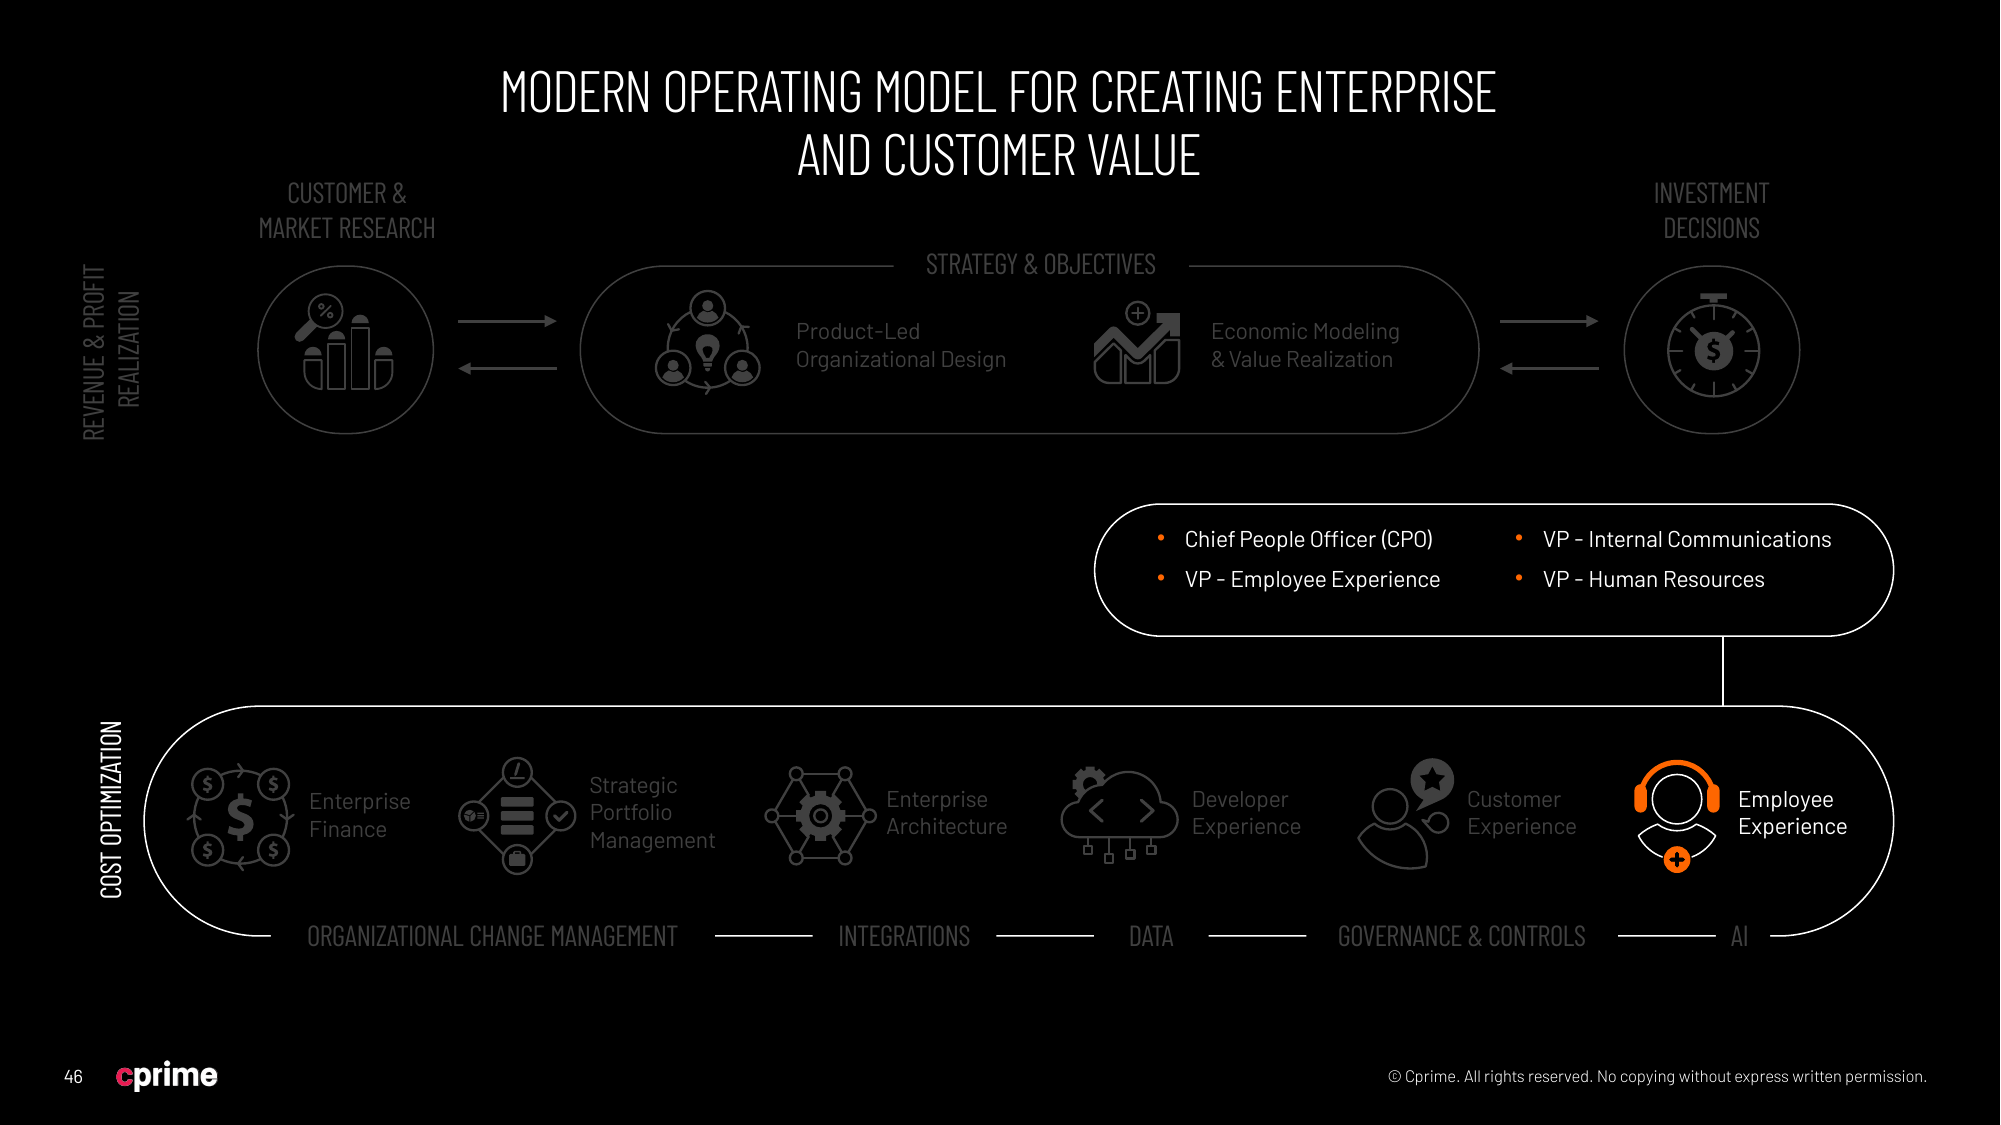 MODERN OPERATING MODEL FOR CREATING ENTERPRISE
AND CUSTOMER VALUE
CUSTOMER &
MARKET RESEARCH
INVESTMENT
DECISIONS
REVENUE & PROFIT
REALIZATION
STRATEGY & OBJECTIVES
%
Product-Led
Organizational Design
Economic Modeling
& Value Realization
$
• Chief People Officer (CPO)
• VP - Employee Experience
• VP - Internal Communications
• VP - Human Resources
COST OPTIMIZATION
$ $
$
$ $
Enterprise
Finance
Strategic
Portfolio
Management
Enterprise
Architecture
Developer
Experience
Customer
Experience
Employee
Experience
ORGANIZATIONAL CHANGE MANAGEMENT
INTEGRATIONS
DATA
GOVERNANCE & CONTROLS
AI
46
cprime
© Cprime. All rights reserved. No copying without express written permission.